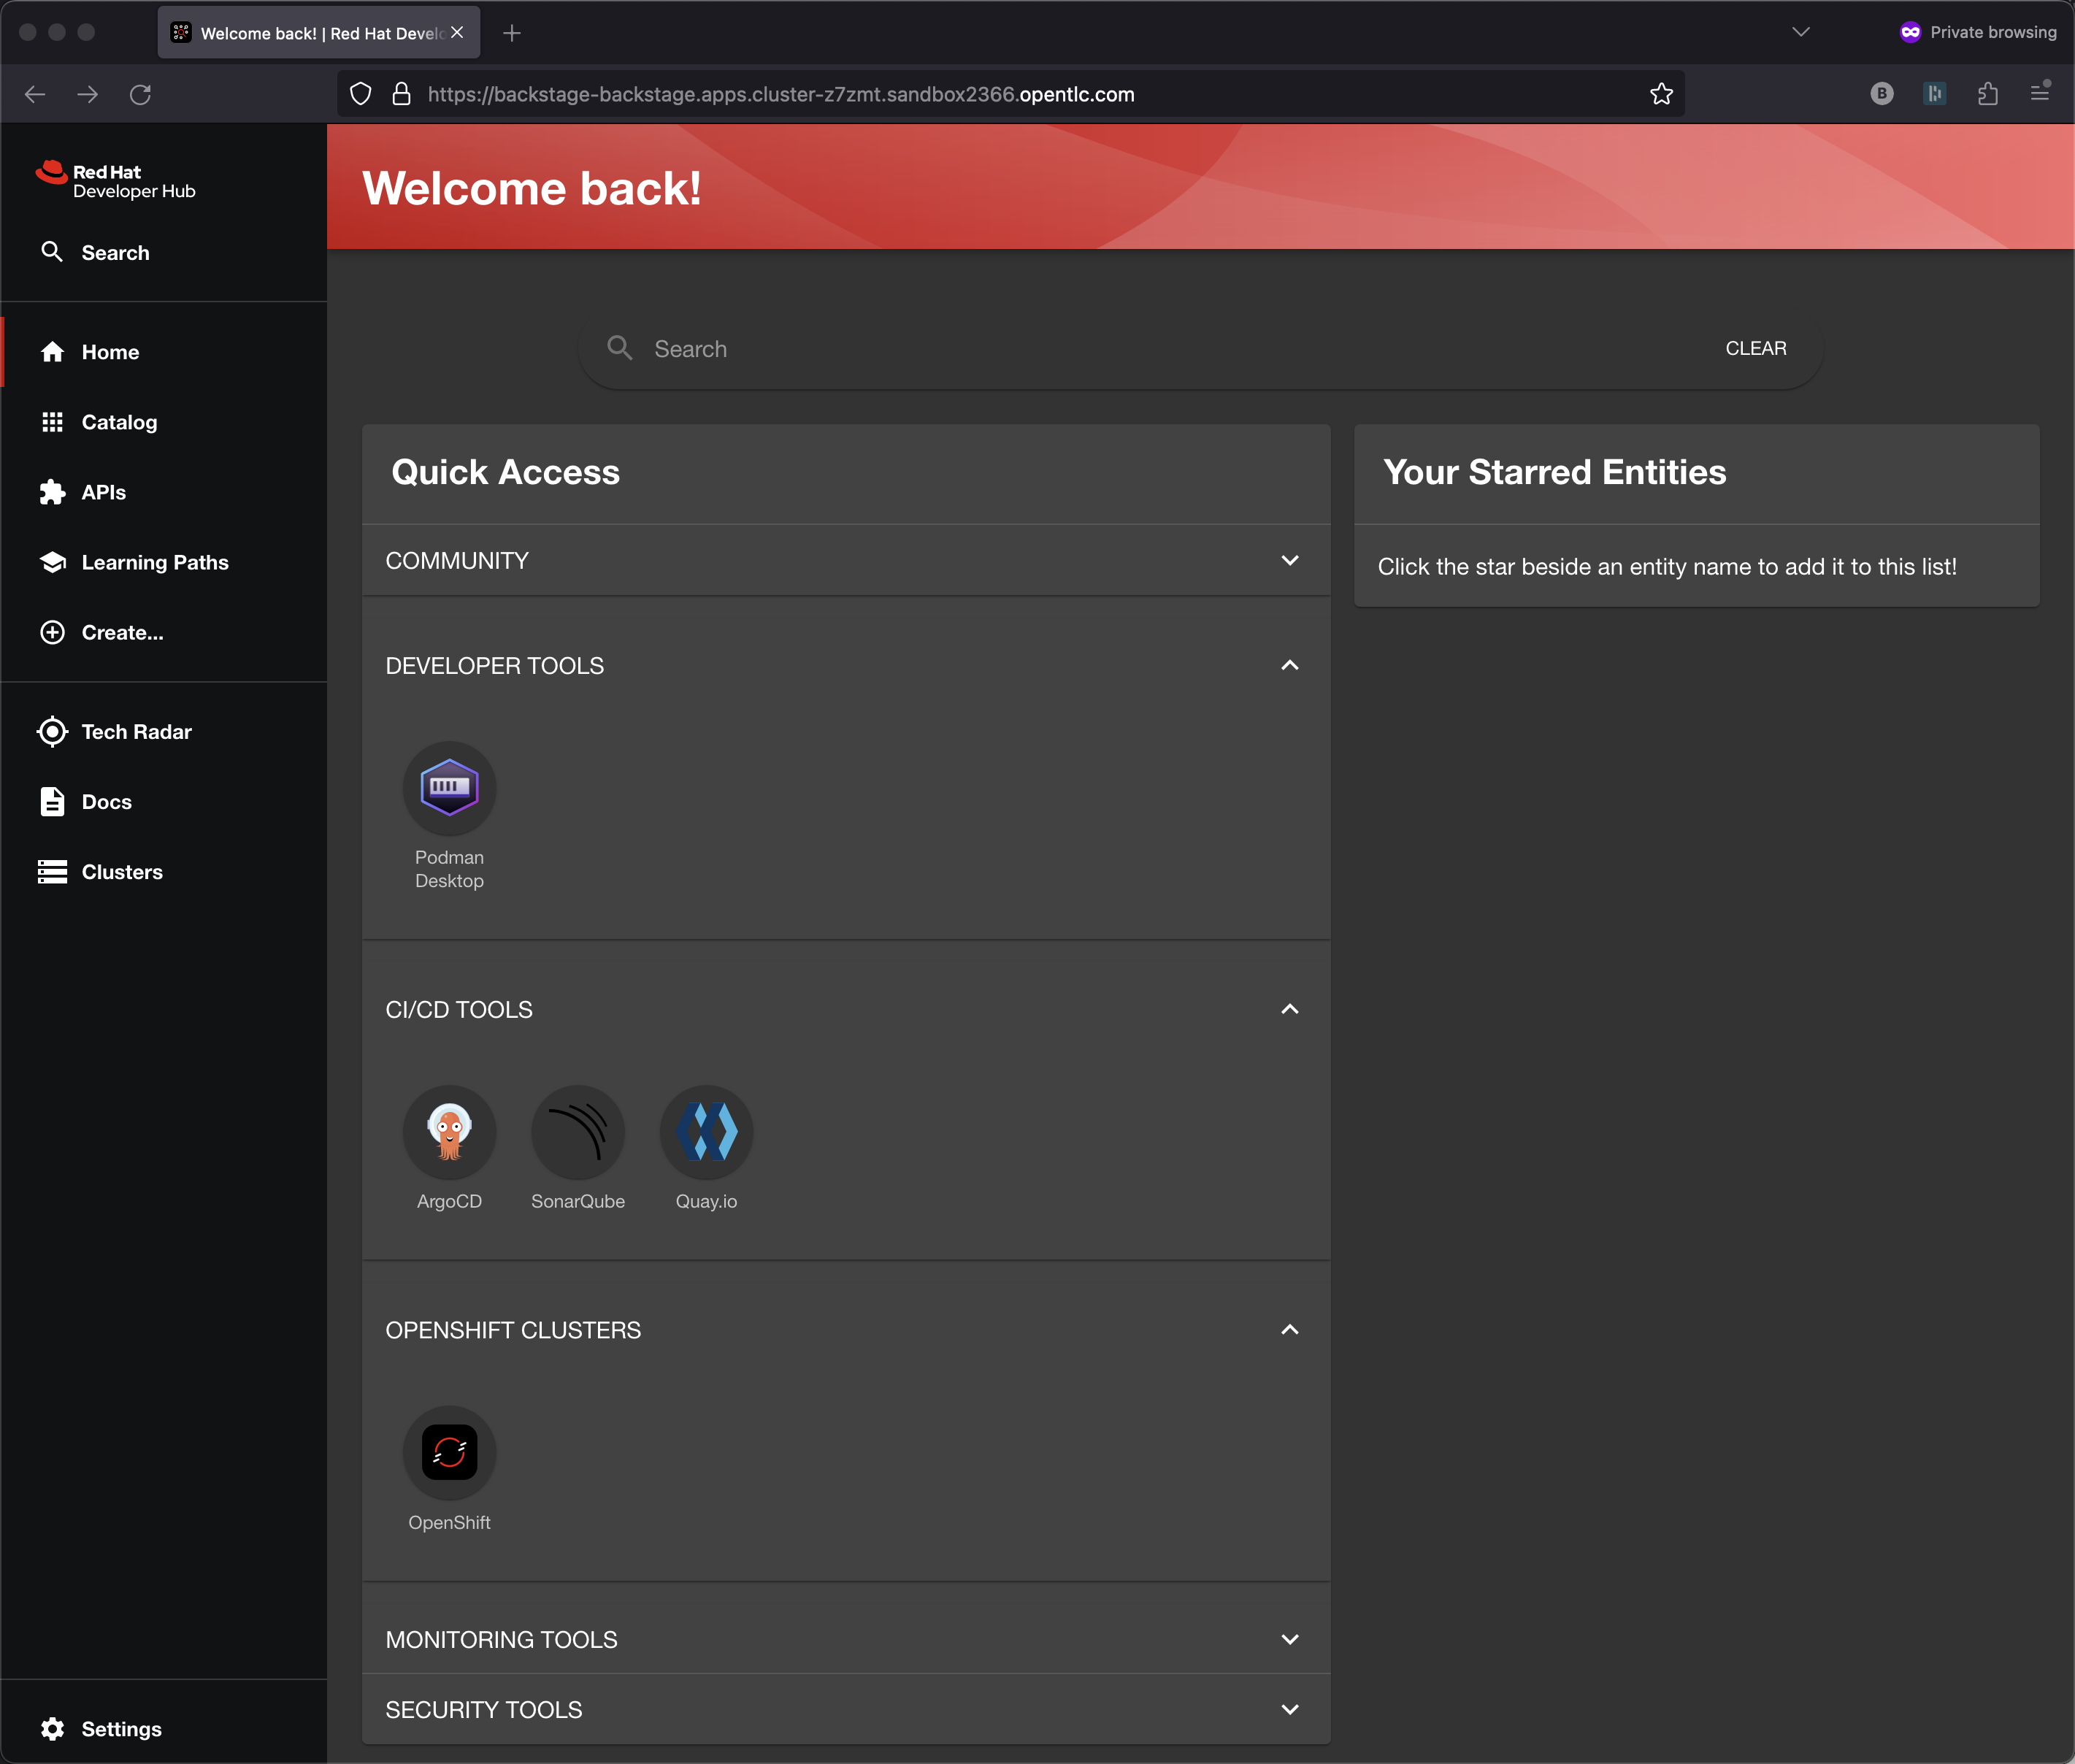 Welcome back! | Red Hat Develo
Private browsing
https://backstage-backstage.apps.cluster-z7zmt.sandbox2366.opentlc.com
B
Red Hat
Developer Hub
Search
Home
Catalog
APIs
Learning Paths
Create...
Tech Radar
Docs
Clusters
Settings
Welcome back!
Search
CLEAR
Quick Access
COMMUNITY
DEVELOPER TOOLS
Podman
Desktop
CI/CD TOOLS
ArgoCD
SonarQube
Quay.io
OPENSHIFT CLUSTERS
OpenShift
MONITORING TOOLS
SECURITY TOOLS
Your Starred Entities
Click the star beside an entity name to add it to this list!